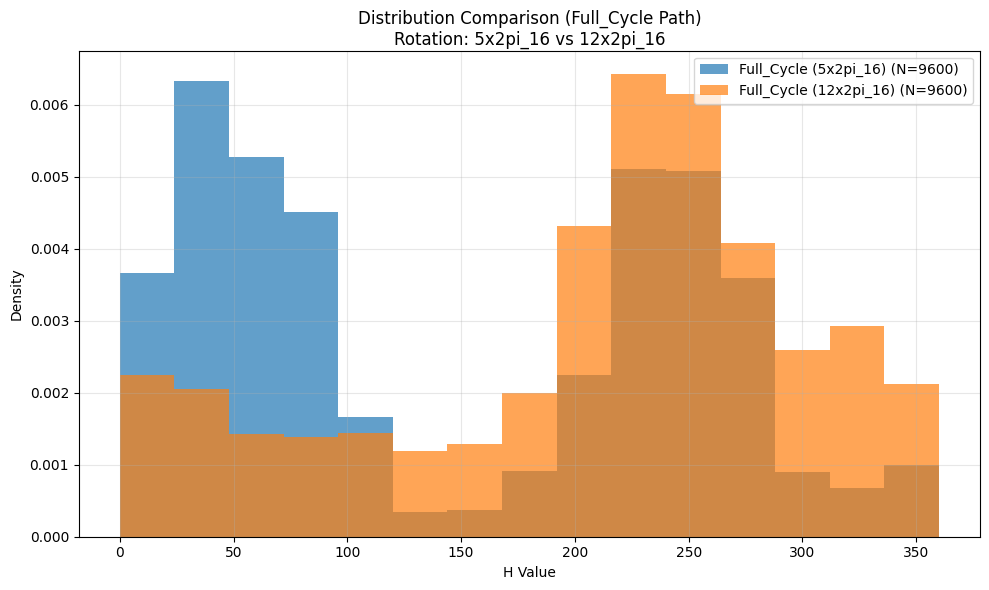 Distribution Comparison (Full_Cycle Path)
Rotation: 5x2pi_16 vs 12x2pi_16
Full_Cycle (5x2pi_16) (N=9600)
Full_Cycle (12x2pi_16) (N=9600)
Density
0.006
0.005
0.004
0.003
0.002
0.001
0.000
0 50 100 150 200 250 300 350
H Value